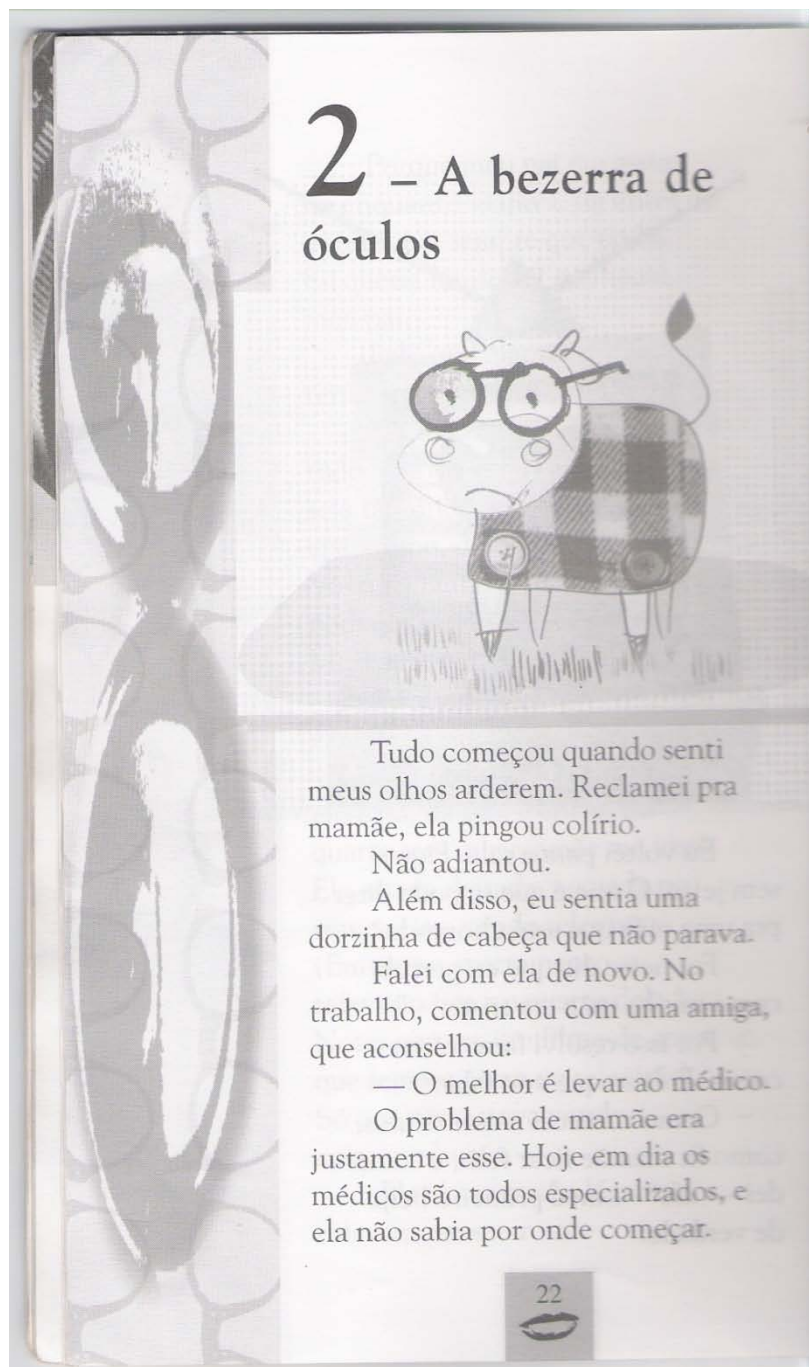 2 – A bezerra de
óculos
Tudo começou quando senti
meus olhos arderem. Reclamei pra
mamãe, ela pingou colírio.
Não adiantou.
Além disso, eu sentia uma
dorzinha de cabeça que não parava.
Falei com ela de novo. No
trabalho, comentou com uma amiga,
que aconselhou:
— O melhor é levar ao médico.
O problema de mamãe era
justamente esse. Hoje em dia os
médicos são todos especializados, e
ela não sabia por onde começar.
22